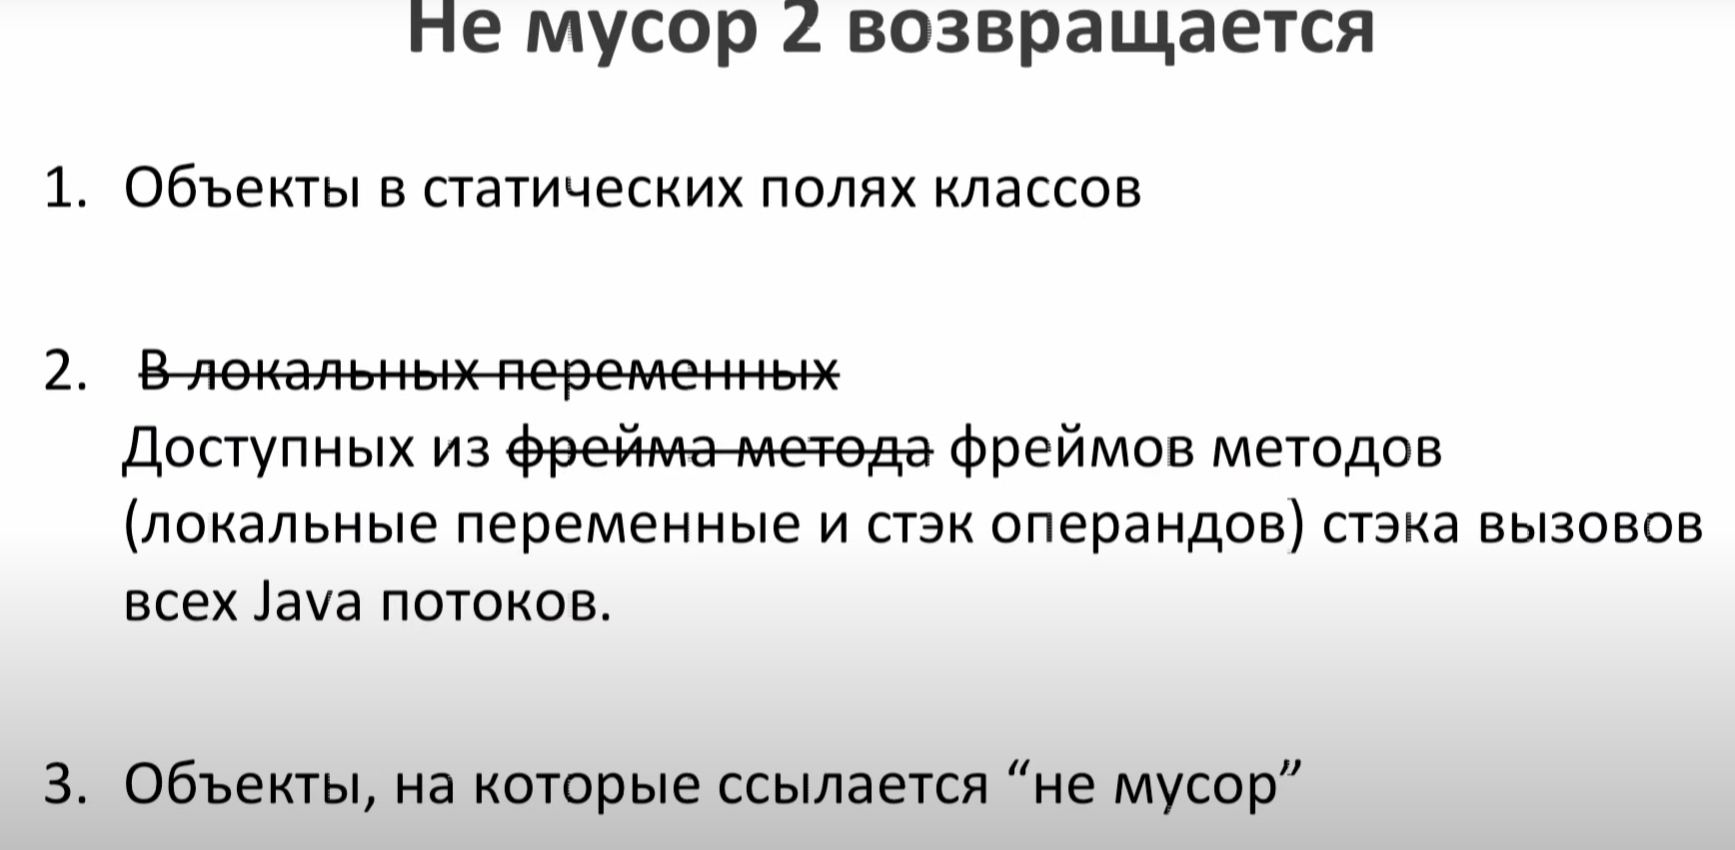 Не мусор 2 возвращается
1. Объекты в статических полях классов
2. В локальных переменных
Доступных из фрейма метода фреймов методов
(локальные переменные и стэк операндов) стэка вызовов
всех Java потоков.
3. Объекты, на которые ссылается “не мусор”